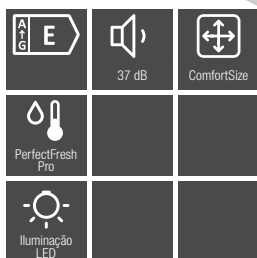 A
G
E
37 dB
ComfortSize
PerfectFresh
Pro
Iluminação
LED